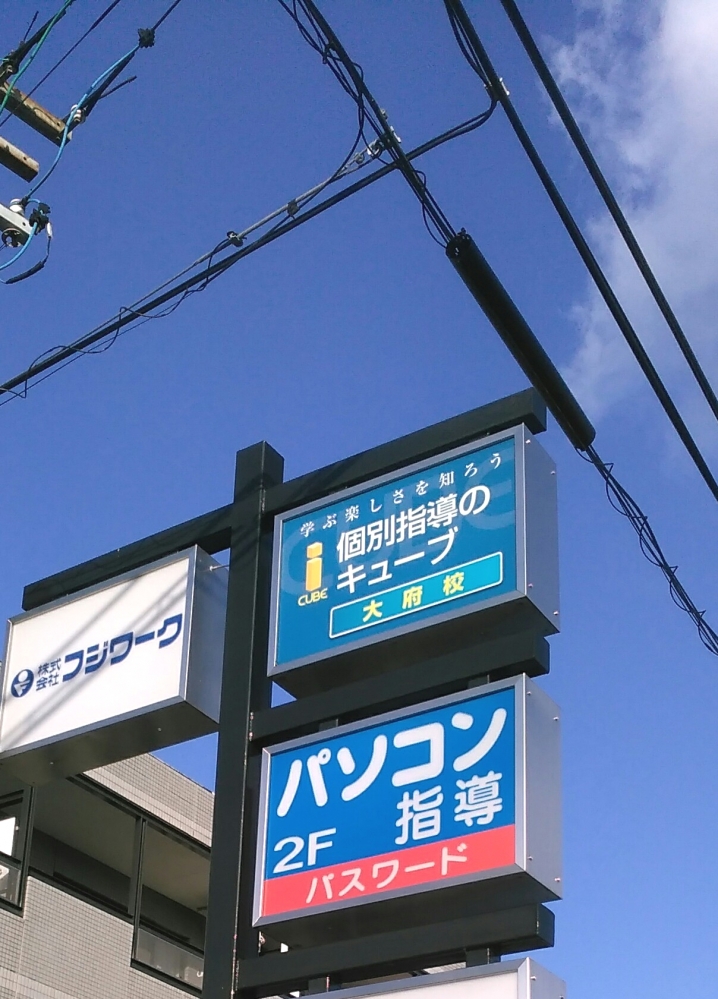 学ぶ楽しさを知ろう
個別指導の
キューブ
CUBE
大府校
株式会社フジワーク
パソコン
2F 指導
パスワード